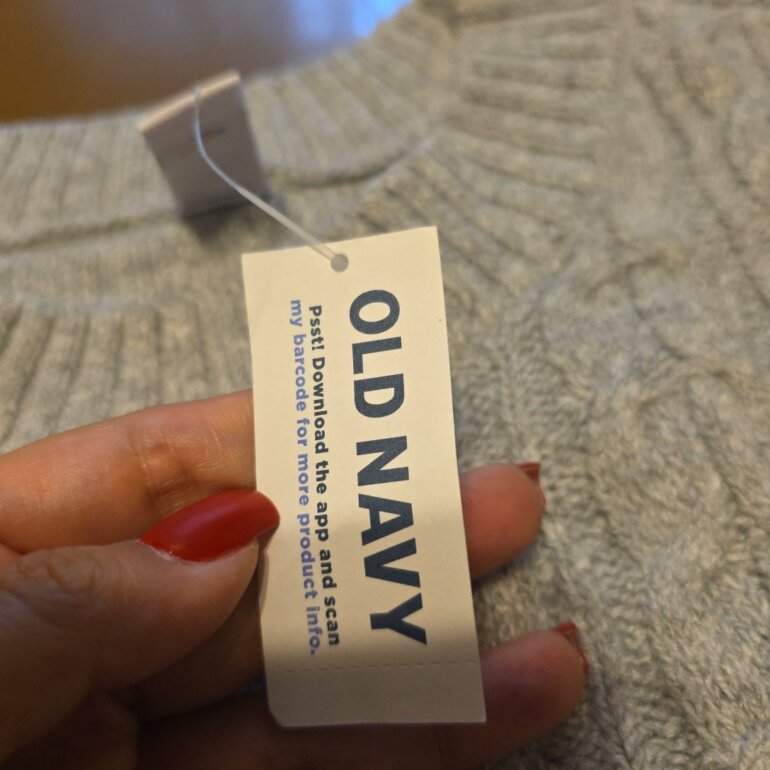 OLD NAVY
Psst! Download the app and scan
my barcode for more product info.